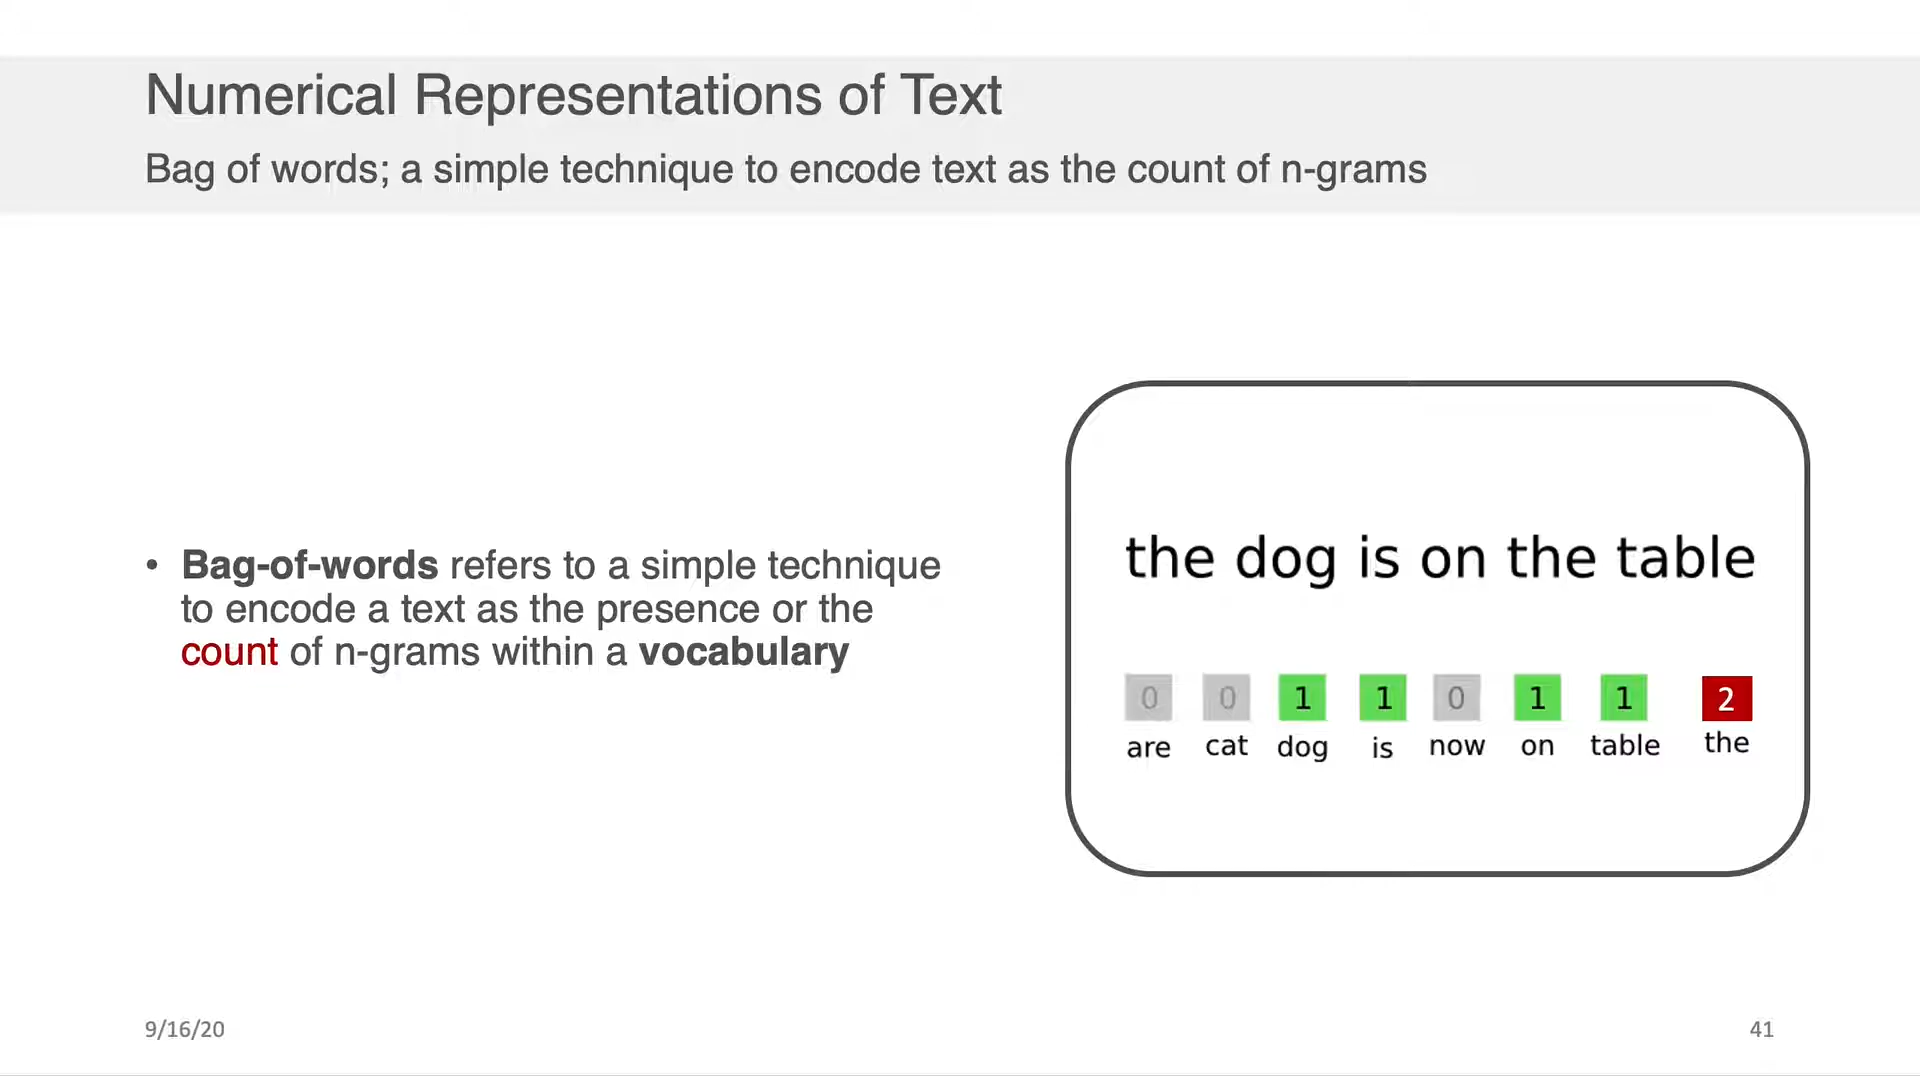 Numerical Representations of Text
Bag of words; a simple technique to encode text as the count of n-grams
• Bag-of-words refers to a simple technique
to encode a text as the presence or the
count of n-grams within a vocabulary
the dog is on the table
0 0 1 1 0 1 1 2
are cat dog is now on table the
9/16/20
41